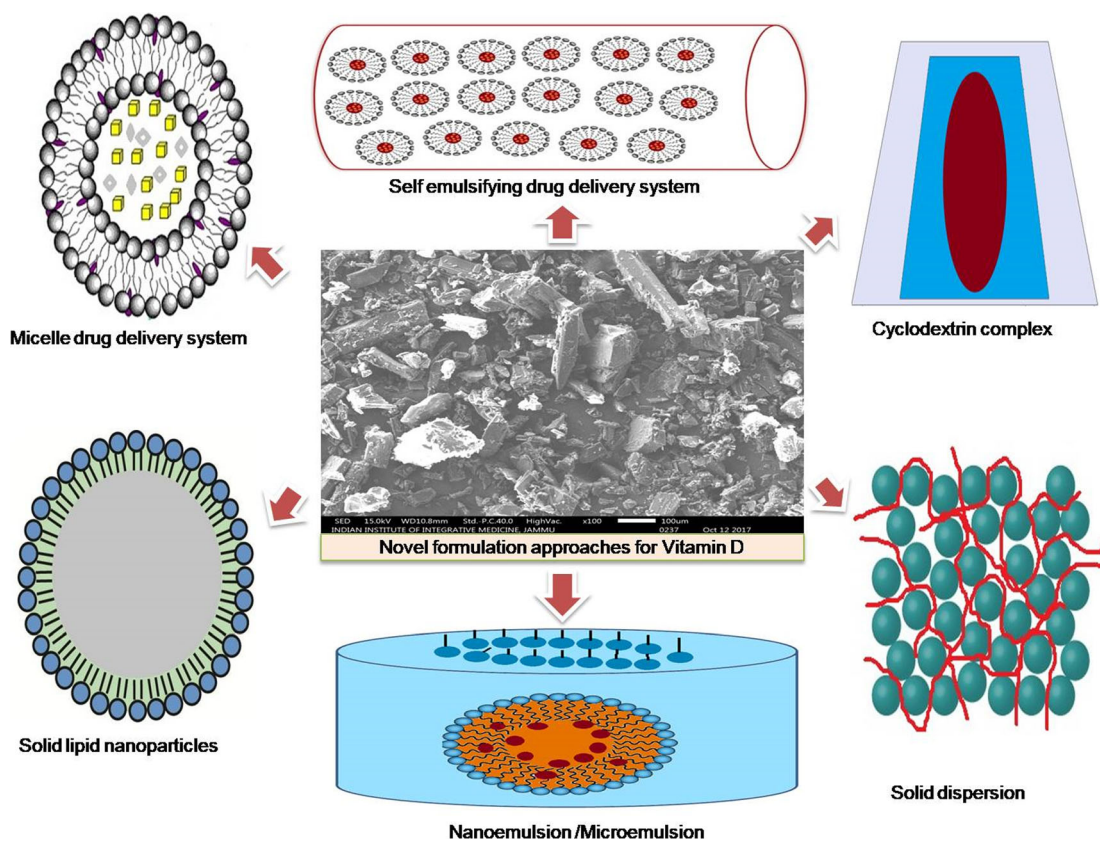 Self emulsifying drug delivery system
Micelle drug delivery system
Cyclodextrin complex
SED 15.0kV WD10.8mm Std.-P.C.40.0 HighVac. x100 100um
INDIAN INSTITUTE OF INTEGRATIVE MEDICINE, JAMMU 0237 Oct 12 2017
Novel formulation approaches for Vitamin D
Solid lipid nanoparticles
Solid dispersion
Nanoemulsion /Microemulsion